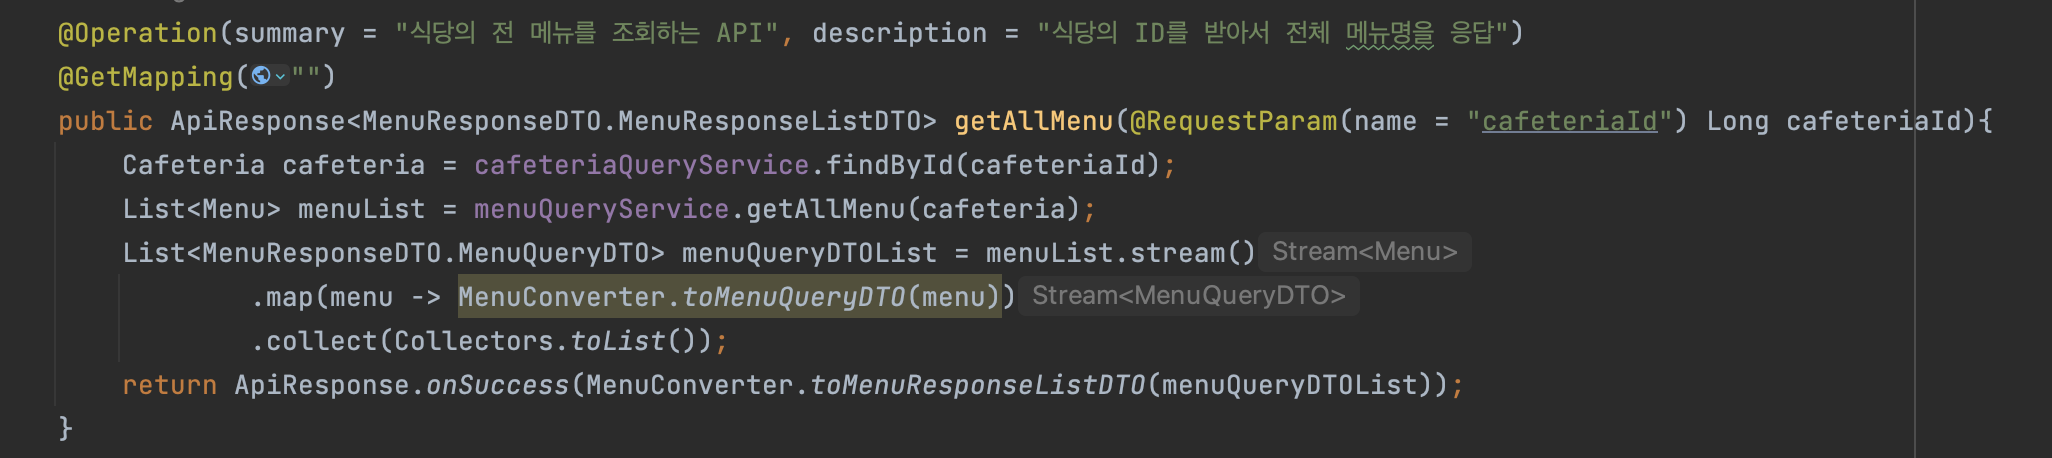 @Operation(summary = "식당의 전 메뉴를 조회하는 API", description = "식당의 ID를 받아서 전체 메뉴명을 응답")
@GetMapping("")
public ApiResponse<MenuResponseDTO.MenuResponseListDTO> getAllMenu(@RequestParam(name = "cafeteriaId") Long cafeteriaId){
Cafeteria cafeteria = cafeteriaQueryService.findById(cafeteriaId);
List<Menu> menuList = menuQueryService.getAllMenu(cafeteria);
List<MenuResponseDTO.MenuQueryDTO> menuQueryDTOList = menuList.stream() Stream<Menu>
.map(menu -> MenuConverter.toMenuQueryDTO(menu)) Stream<MenuQueryDTO>
.collect(Collectors.toList());
return ApiResponse.onSuccess(MenuConverter.toMenuResponseListDTO(menuQueryDTOList));
}